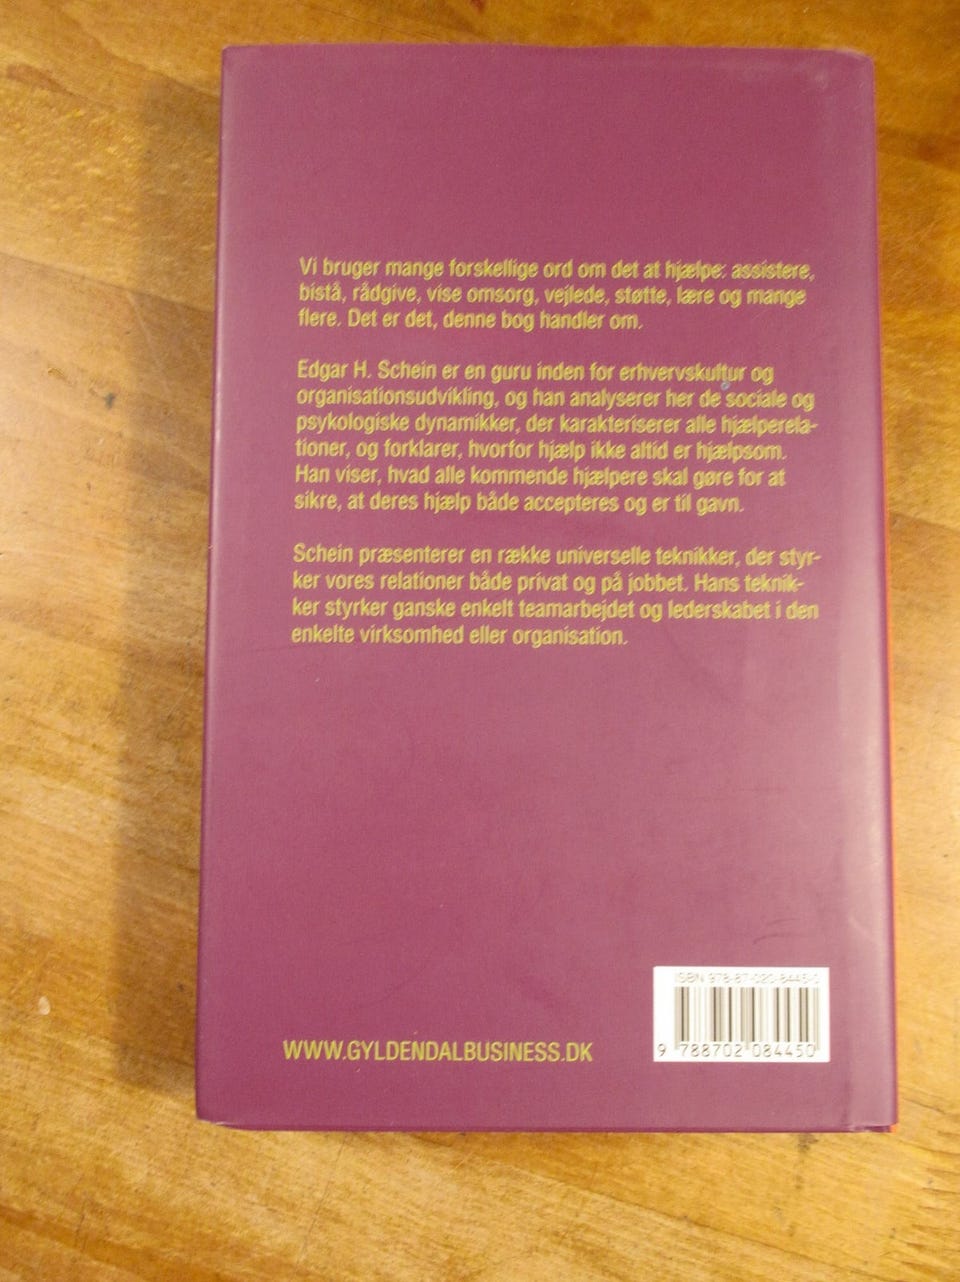 Vi bruger mange forskellige ord om det at hjælpe: assistere,
bistå, rådgive, vise omsorg, vejlede, støtte, lære og mange
flere. Det er det, denne bog handler om.
Edgar H. Schein er en guru inden for erhvervskultur og
organisationsudvikling, og han analyserer her de sociale og
psykologiske dynamikker, der karakteriserer alle hjælperela-
tioner, og forklarer, hvorfor hjælp ikke altid er hjælpsom.
Han viser, hvad alle kommende hjælpere skal gøre for at
sikre, at deres hjælp både accepteres og er til gavn.
Schein præsenterer en række universelle teknikker, der styr-
ker vores relationer både privat og på jobbet. Hans teknik-
ker styrker ganske enkelt teamarbejdet og lederskabet i den
enkelte virksomhed eller organisation.
WWW.GYLDENDALBUSINESS.DK
ISBN 978-87-020-8445-0
9 788702 084450